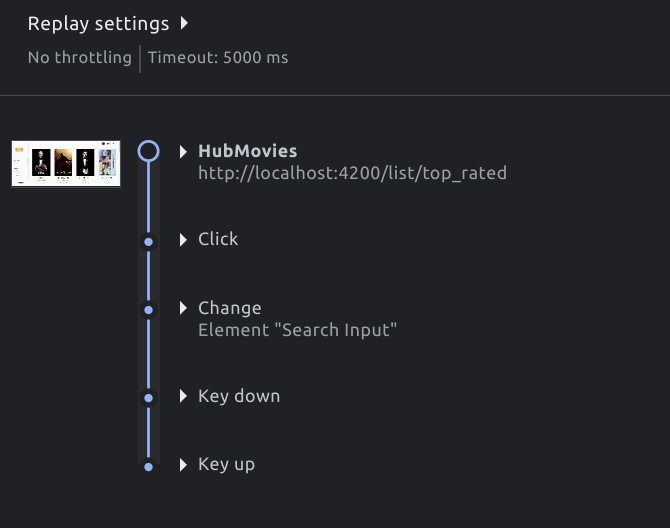 Replay settings
No throttling Timeout: 5000 ms
HubMovies
http://localhost:4200/list/top_rated
Click
Change
Element "Search Input"
Key down
Key up